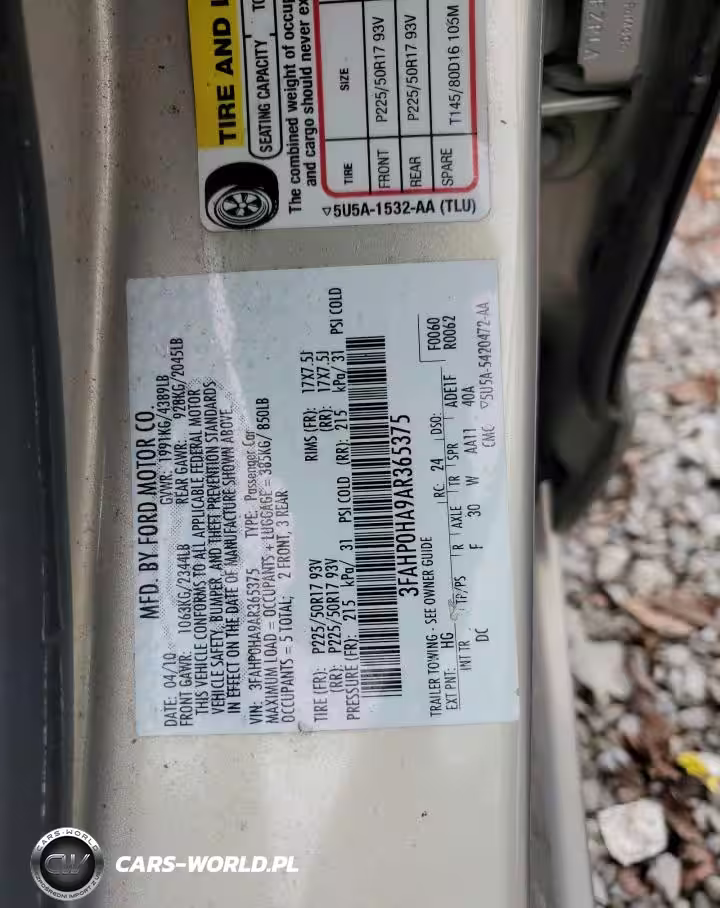 TIRE AND
SEATING CAPACITY
The combined weight of occup
and cargo should never ex
TIRE SIZE
FRONT P225/50R17 93V
REAR P225/50R17 93V
SPARE T145/80D16 105M
▽5U5A-1532-AA (TLU)
MFD. BY FORD MOTOR CO.
DATE: 04/10 GVWR: 1991KG/4389LB
FRONT GAWR: 1063KG/2344LB REAR GAWR: 928KG/2045LB
THIS VEHICLE CONFORMS TO ALL APPLICABLE FEDERAL MOTOR
VEHICLE SAFETY, BUMPER, AND THEFT PREVENTION STANDARDS
IN EFFECT ON THE DATE OF MANUFACTURE SHOWN ABOVE.
VIN: 3FAHP0HA9AR365375 TYPE: Passenger Car
MAXIMUM LOAD = OCCUPANTS + LUGGAGE = 385KG/ 850LB
OCCUPANTS = 5 TOTAL; 2 FRONT, 3 REAR
TIRE (FR): P225/50R17 93V RIMS (FR): 17X7.5J
(RR): P225/50R17 93V (RR): 17X7.5J
PRESSURE (FR): 215 kPa/ 31 PSI COLD (RR): 215 kPa/ 31 PSI COLD
3FAHP0HA9AR365375
F0060
R0062
TRAILER TOWING - SEE OWNER GUIDE
EXT PNT: HG RC: 24 DSO:
INT TR TP/PS R AXLE TR SPR ADE1F
DC F 30 W AA11 40A
CMC ▽5U5A-5420472-AA
CARS-WORLD
CW
CARS-WORLD.PL